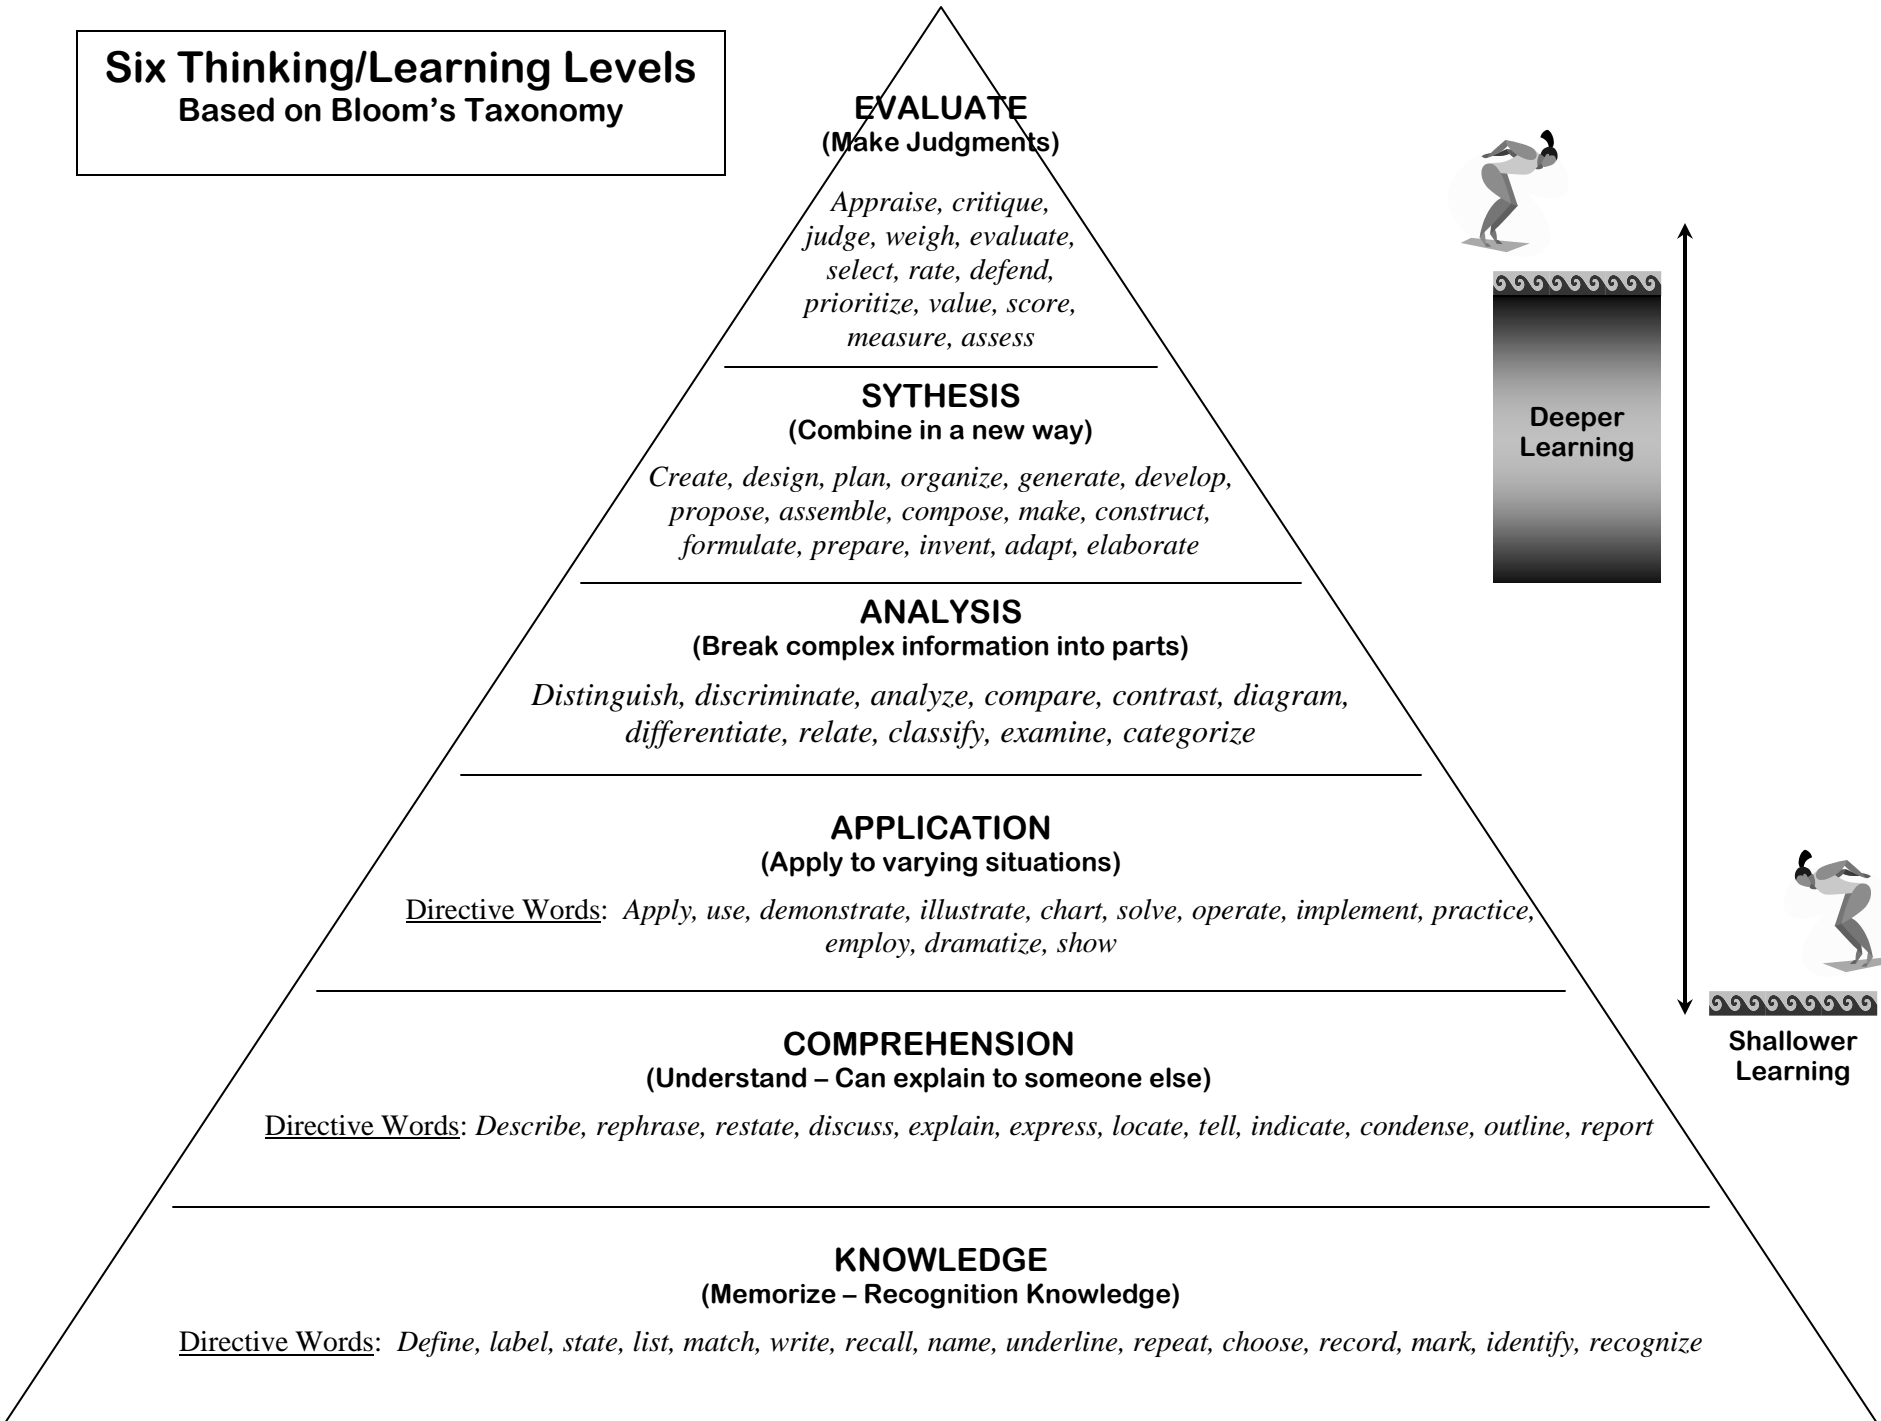 Six Thinking/Learning Levels
Based on Bloom's Taxonomy
EVALUATE
(Make Judgments)
Appraise, critique,
judge, weigh, evaluate,
select, rate, defend,
prioritize, value, score,
measure, assess
SYTHESIS
(Combine in a new way)
Create, design, plan, organize, generate, develop,
propose, assemble, compose, make, construct,
formulate, prepare, invent, adapt, elaborate
ANALYSIS
(Break complex information into parts)
Distinguish, discriminate, analyze, compare, contrast, diagram,
differentiate, relate, classify, examine, categorize
APPLICATION
(Apply to varying situations)
Directive Words: Apply, use, demonstrate, illustrate, chart, solve, operate, implement, practice,
employ, dramatize, show
COMPREHENSION
(Understand – Can explain to someone else)
Directive Words: Describe, rephrase, restate, discuss, explain, express, locate, tell, indicate, condense, outline, report
KNOWLEDGE
(Memorize – Recognition Knowledge)
Directive Words: Define, label, state, list, match, write, recall, name, underline, repeat, choose, record, mark, identify, recognize
Deeper
Learning
Shallower
Learning